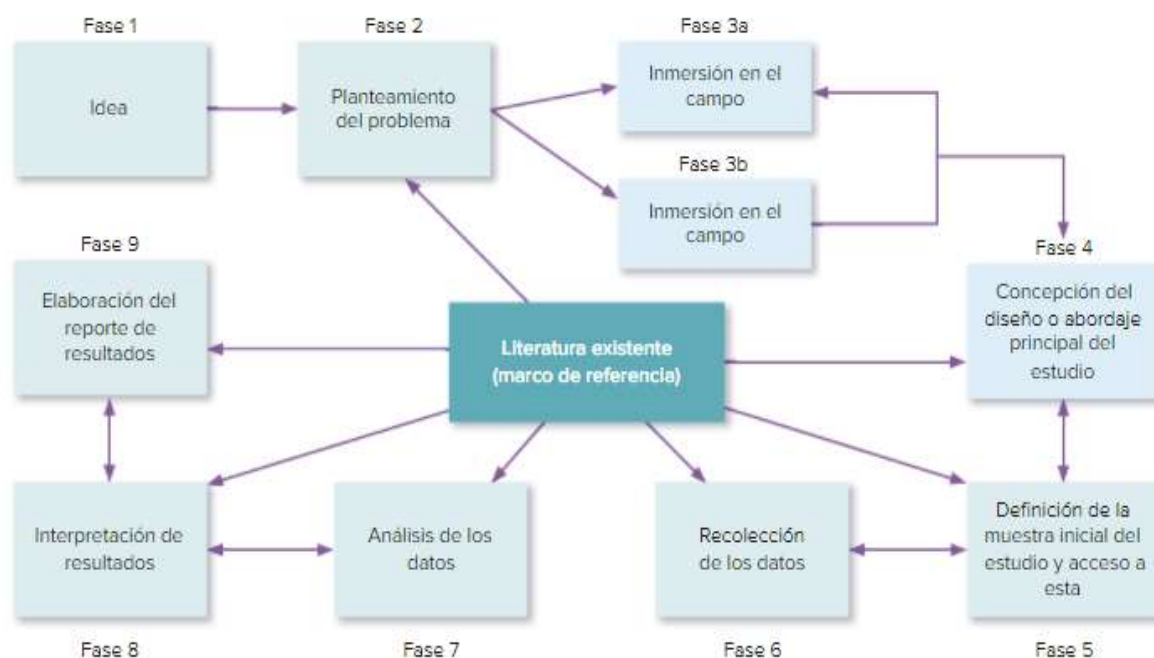 Fase 1
Idea
Fase 2
Planteamiento
del problema
Fase 3a
Inmersión en el
campo
Fase 3b
Inmersión en el
campo
Fase 4
Concepción del
diseño o abordaje
principal del
estudio
Fase 9
Elaboración del
reporte de
resultados
Literatura existente
(marco de referencia)
Interpretación de
resultados
Fase 8
Análisis de los
datos
Fase 7
Recolección
de los datos
Fase 6
Definición de la
muestra inicial del
estudio y acceso a
esta
Fase 5